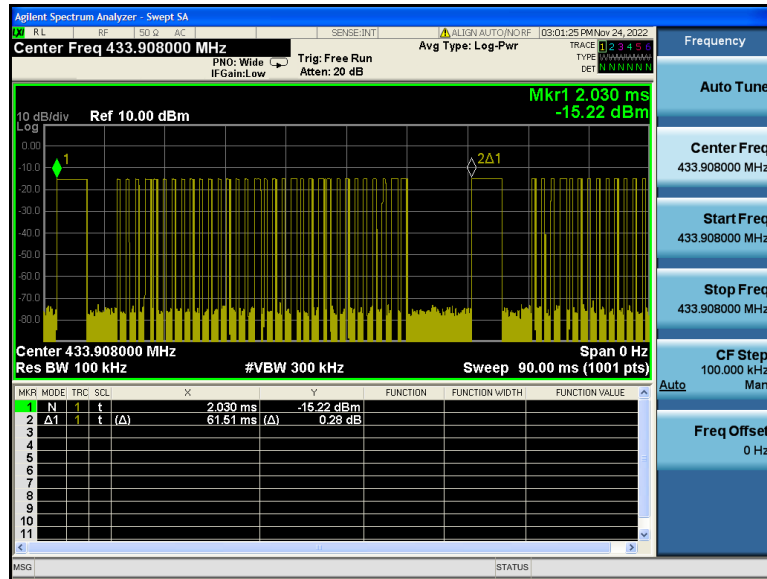 Agilent Spectrum Analyzer - Swept SA
LXI RL RF 50 Ω AC SENSE:INT ALIGN AUTO/NO RF 03:01:25 PM Nov 24, 2022
Center Freq 433.908000 MHz
PNO: Wide
IFGain:Low
Trig: Free Run
Atten: 20 dB
Avg Type: Log-Pwr
TRACE 1 2 3 4 5 6
TYPE
DET N N N N N N
Mkr1 2.030 ms
-15.22 dBm
10 dB/div Ref 10.00 dBm
Log
0.00
-10.0
-20.0
-30.0
-40.0
-50.0
-60.0
-70.0
-80.0
1
2Δ1
Center 433.908000 MHz Span 0 Hz
Res BW 100 kHz #VBW 300 kHz Sweep 90.00 ms (1001 pts)
MKR MODE TRC SCL X Y FUNCTION FUNCTION WIDTH FUNCTION VALUE
1 N 1 t 2.030 ms -15.22 dBm
2 Δ1 1 t (Δ) 61.51 ms (Δ) 0.28 dB
3
4
5
6
7
8
9
10
11
MSG STATUS
Frequency
Auto Tune
Center Freq
433.908000 MHz
Start Freq
433.908000 MHz
Stop Freq
433.908000 MHz
CF Step
100.000 kHz
Auto Man
Freq Offset
0 Hz